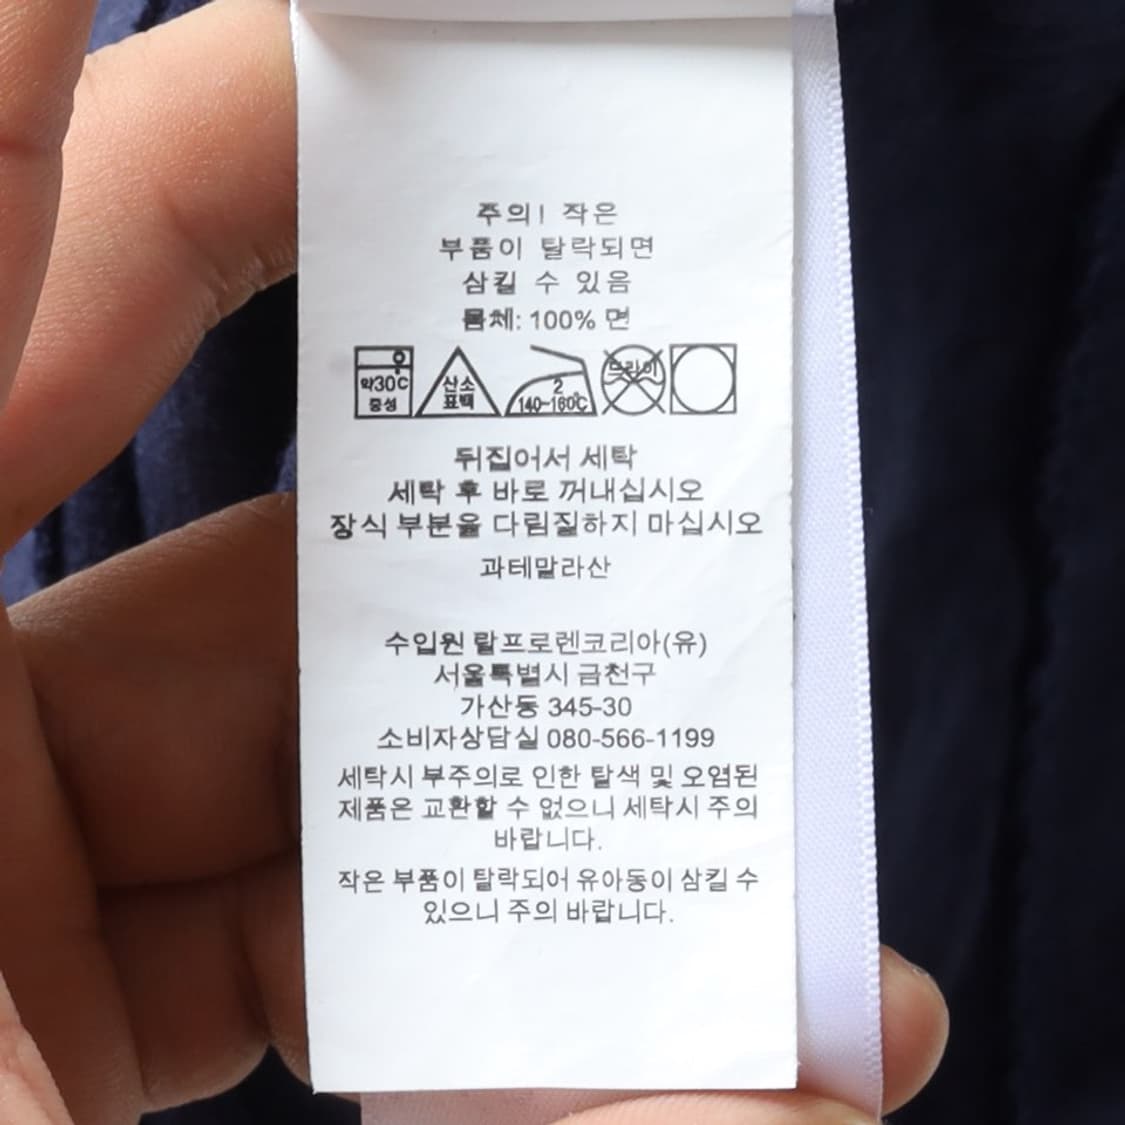 주의! 작은
부품이 탈락되면
삼킬 수 있음
몸체: 100% 면
약30℃
중성
산소
표백
2
140-160℃
드라이
뒤집어서 세탁
세탁 후 바로 꺼내십시오
장식 부분을 다림질하지 마십시오
과테말라산
수입원 랄프로렌코리아(유)
서울특별시 금천구
가산동 345-30
소비자상담실 080-566-1199
세탁시 부주의로 인한 탈색 및 오염된
제품은 교환할 수 없으니 세탁시 주의
바랍니다.
작은 부품이 탈락되어 유아동이 삼킬 수
있으니 주의 바랍니다.